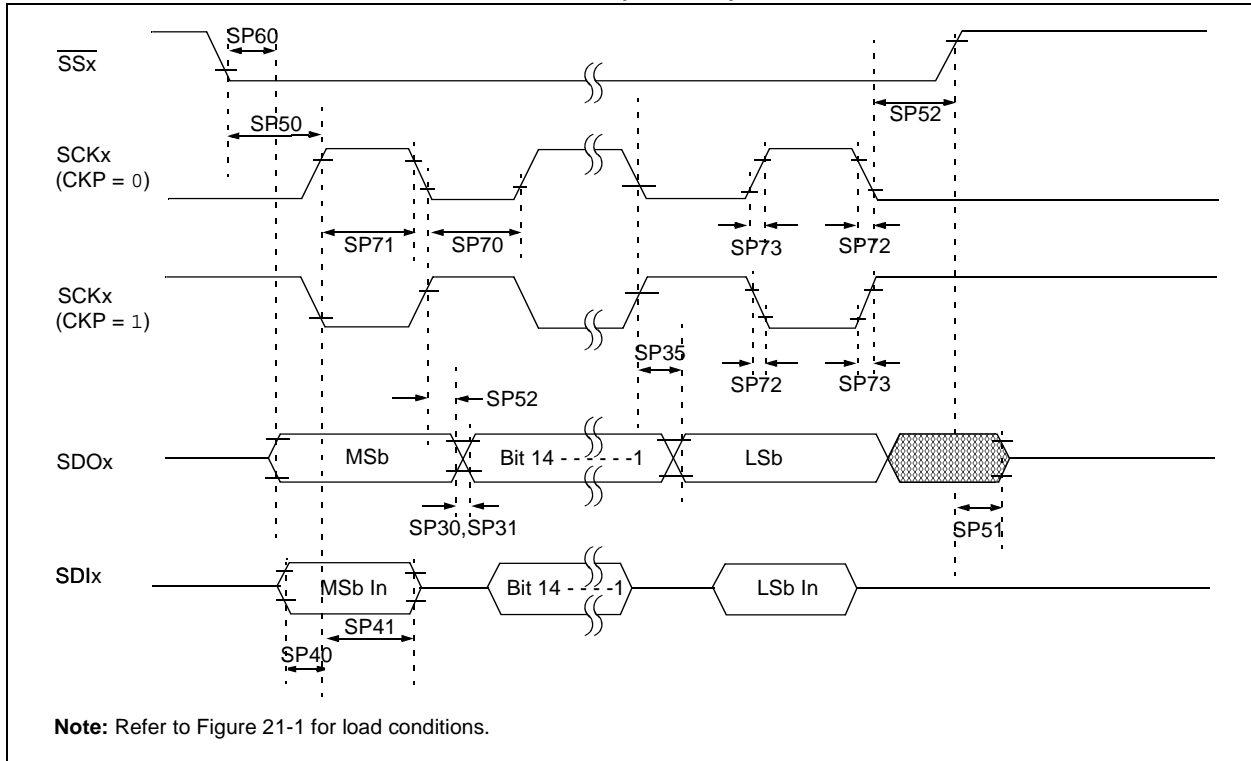 SP60
SSx
SP52
SP50
SCKx
(CKP = 0)
SP71
SP70
SP73
SP72
SCKx
(CKP = 1)
SP35
SP72
SP73
SP52
SDOx
MSb
Bit 14 - - - - - -1
LSb
SP30,SP31
SP51
SDIx
MSb In
Bit 14 - - - -1
LSb In
SP41
SP40
Note: Refer to Figure 21-1 for load conditions.